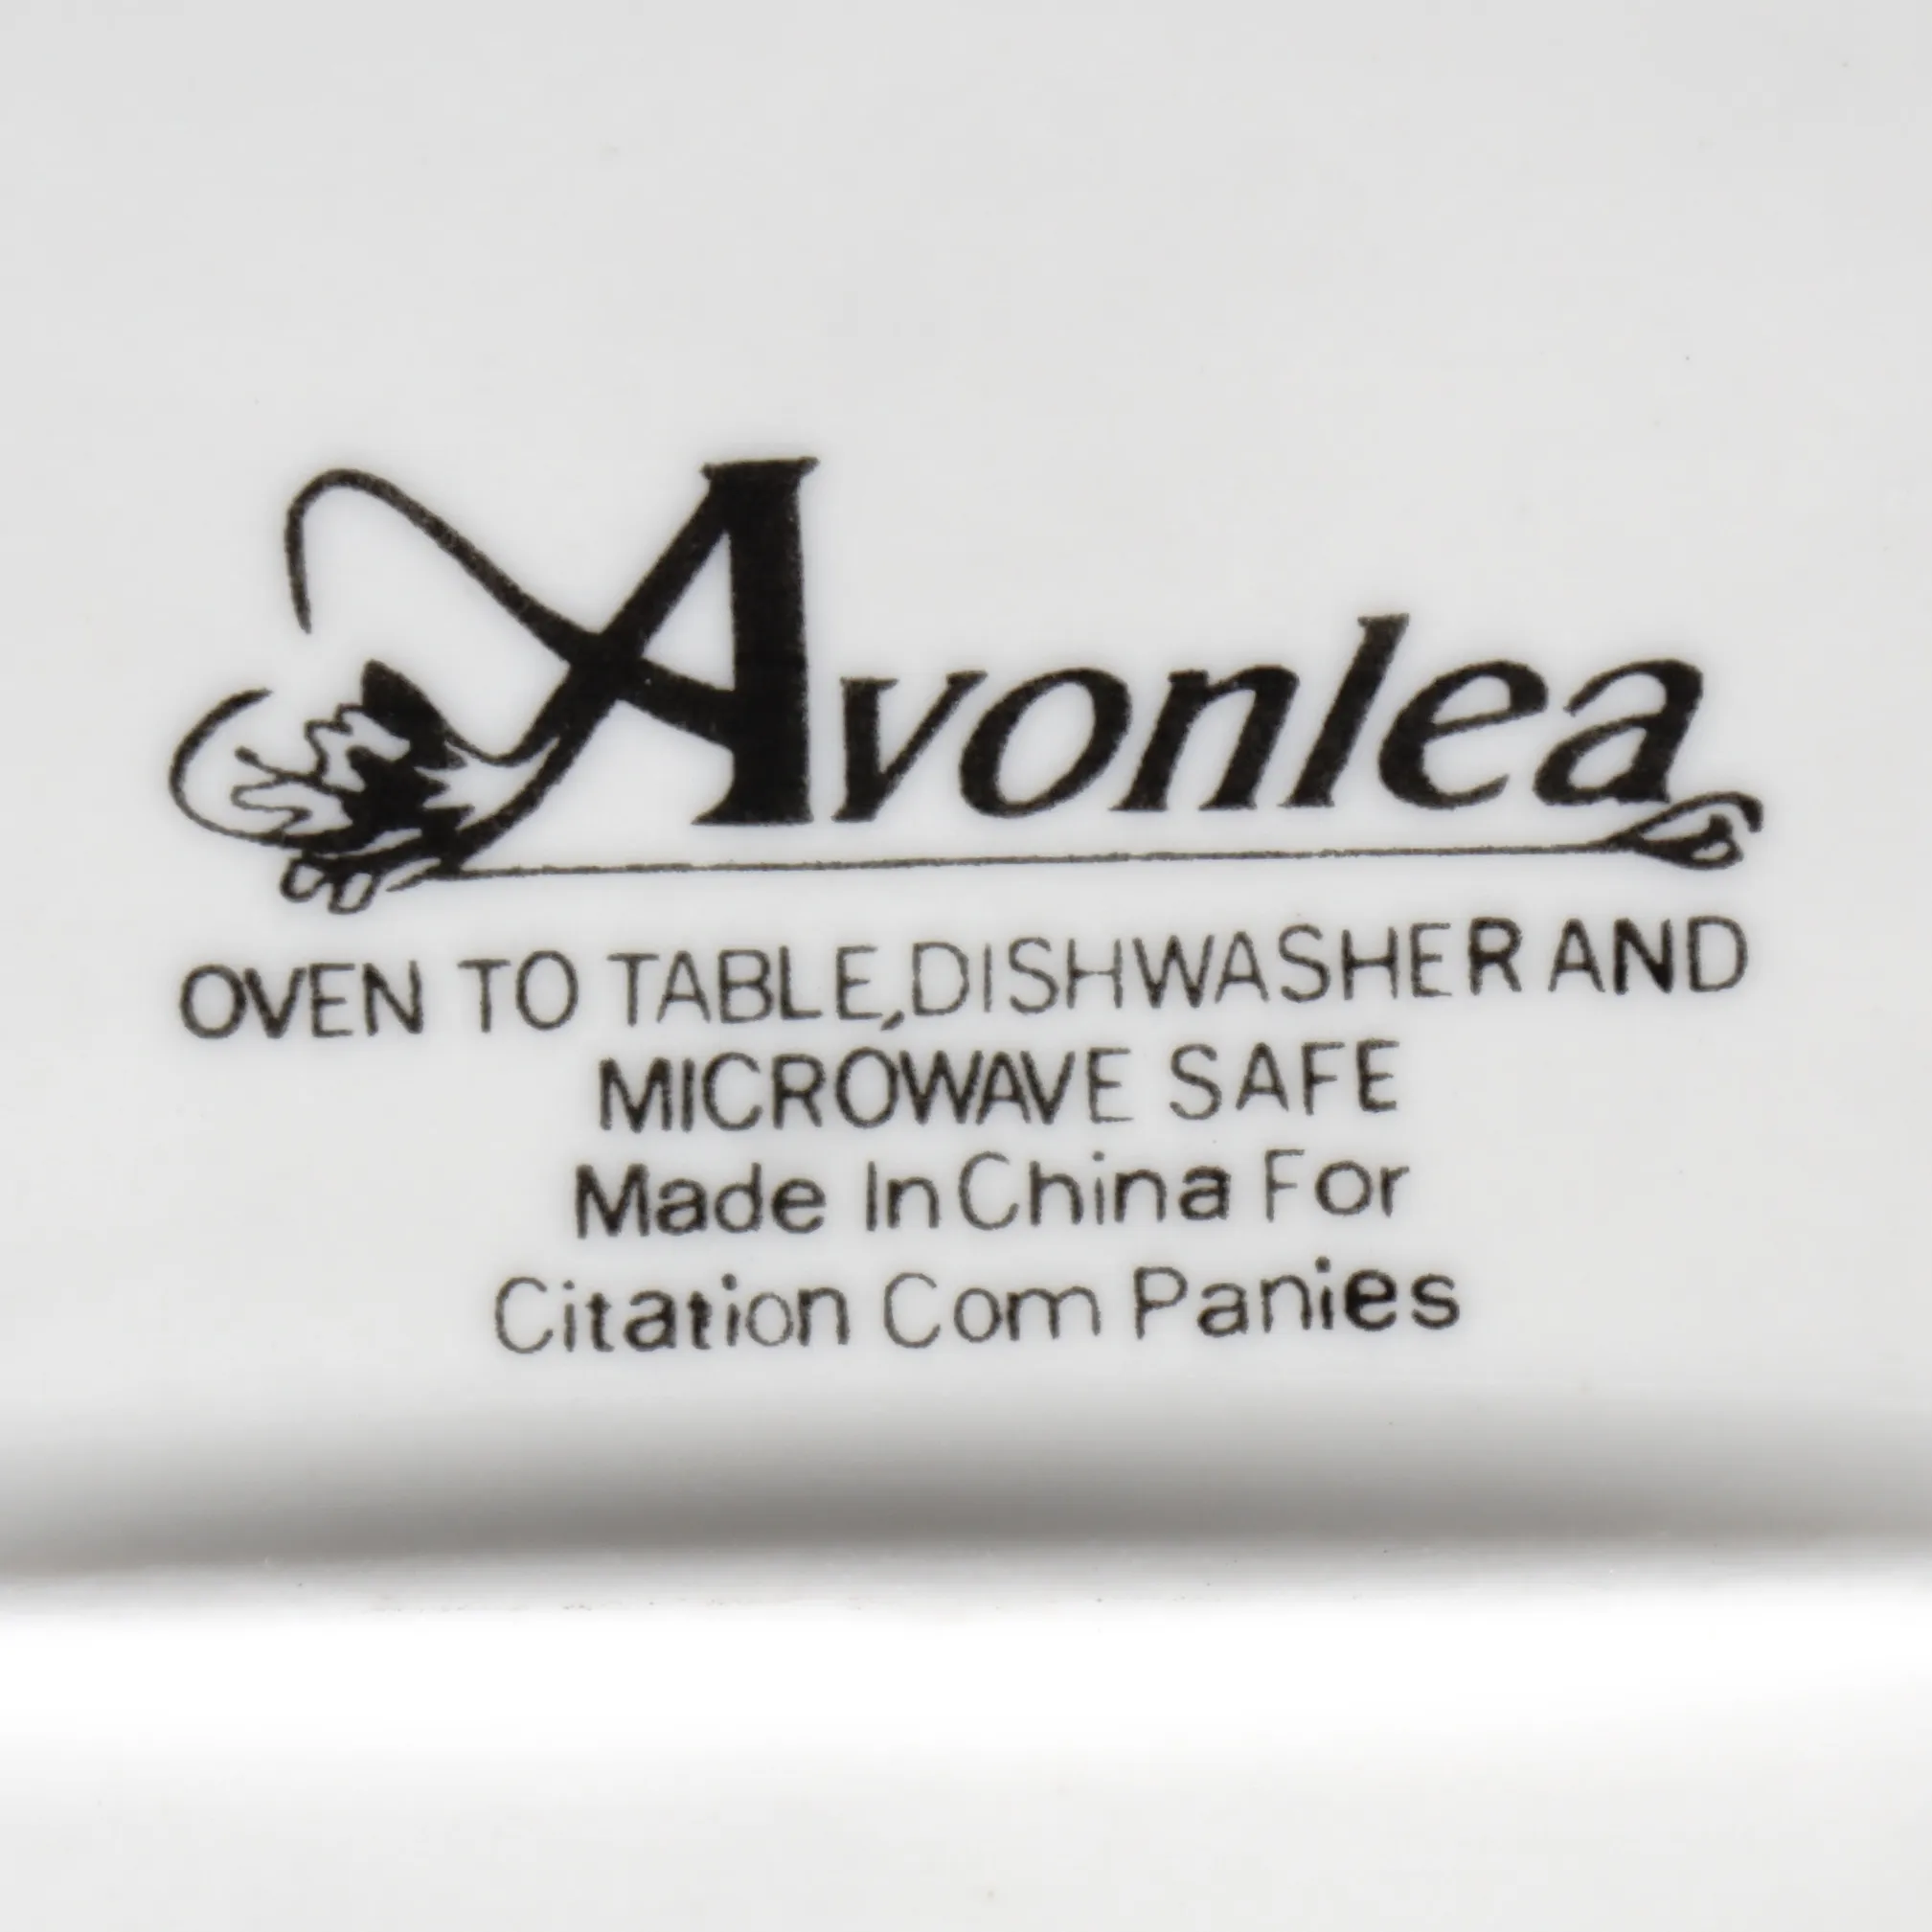 Avonlea
OVEN TO TABLE,DISHWASHER AND
MICROWAVE SAFE
Made In China For
Citation Com Panies